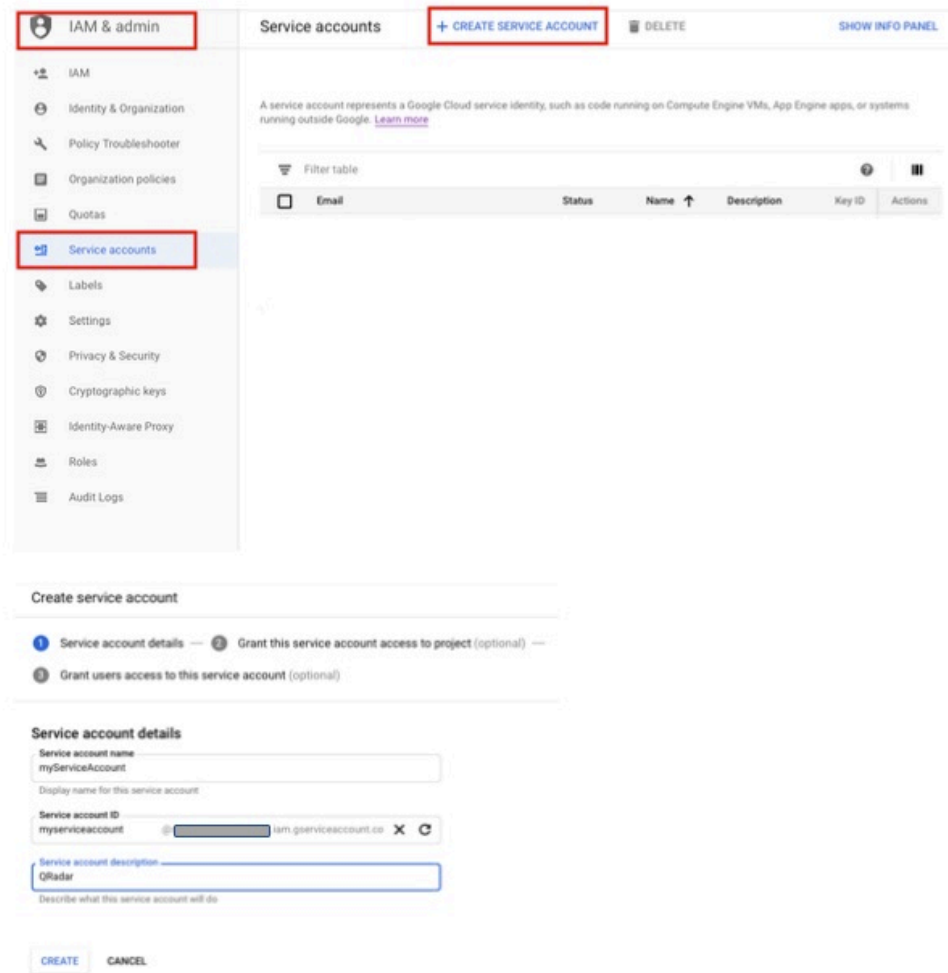 IAM & admin
Service accounts
+ CREATE SERVICE ACCOUNT
DELETE
SHOW INFO PANEL
IAM
Identity & Organization
Policy Troubleshooter
Organization policies
Quotas
Service accounts
Labels
Settings
Privacy & Security
Cryptographic keys
Identity-Aware Proxy
Roles
Audit Logs
A service account represents a Google Cloud service identity, such as code running on Compute Engine VMs, App Engine apps, or systems
running outside Google. Learn more
Filter table
Email Status Name Description Key ID Actions
Create service account
1 Service account details — 2 Grant this service account access to project (optional) —
3 Grant users access to this service account (optional)
Service account details
Service account name
myServiceAccount
Display name for this service account
Service account ID
myserviceaccount @ iam.gserviceaccount.co
Service account description
QRadar
Describe what this service account will do
CREATE CANCEL